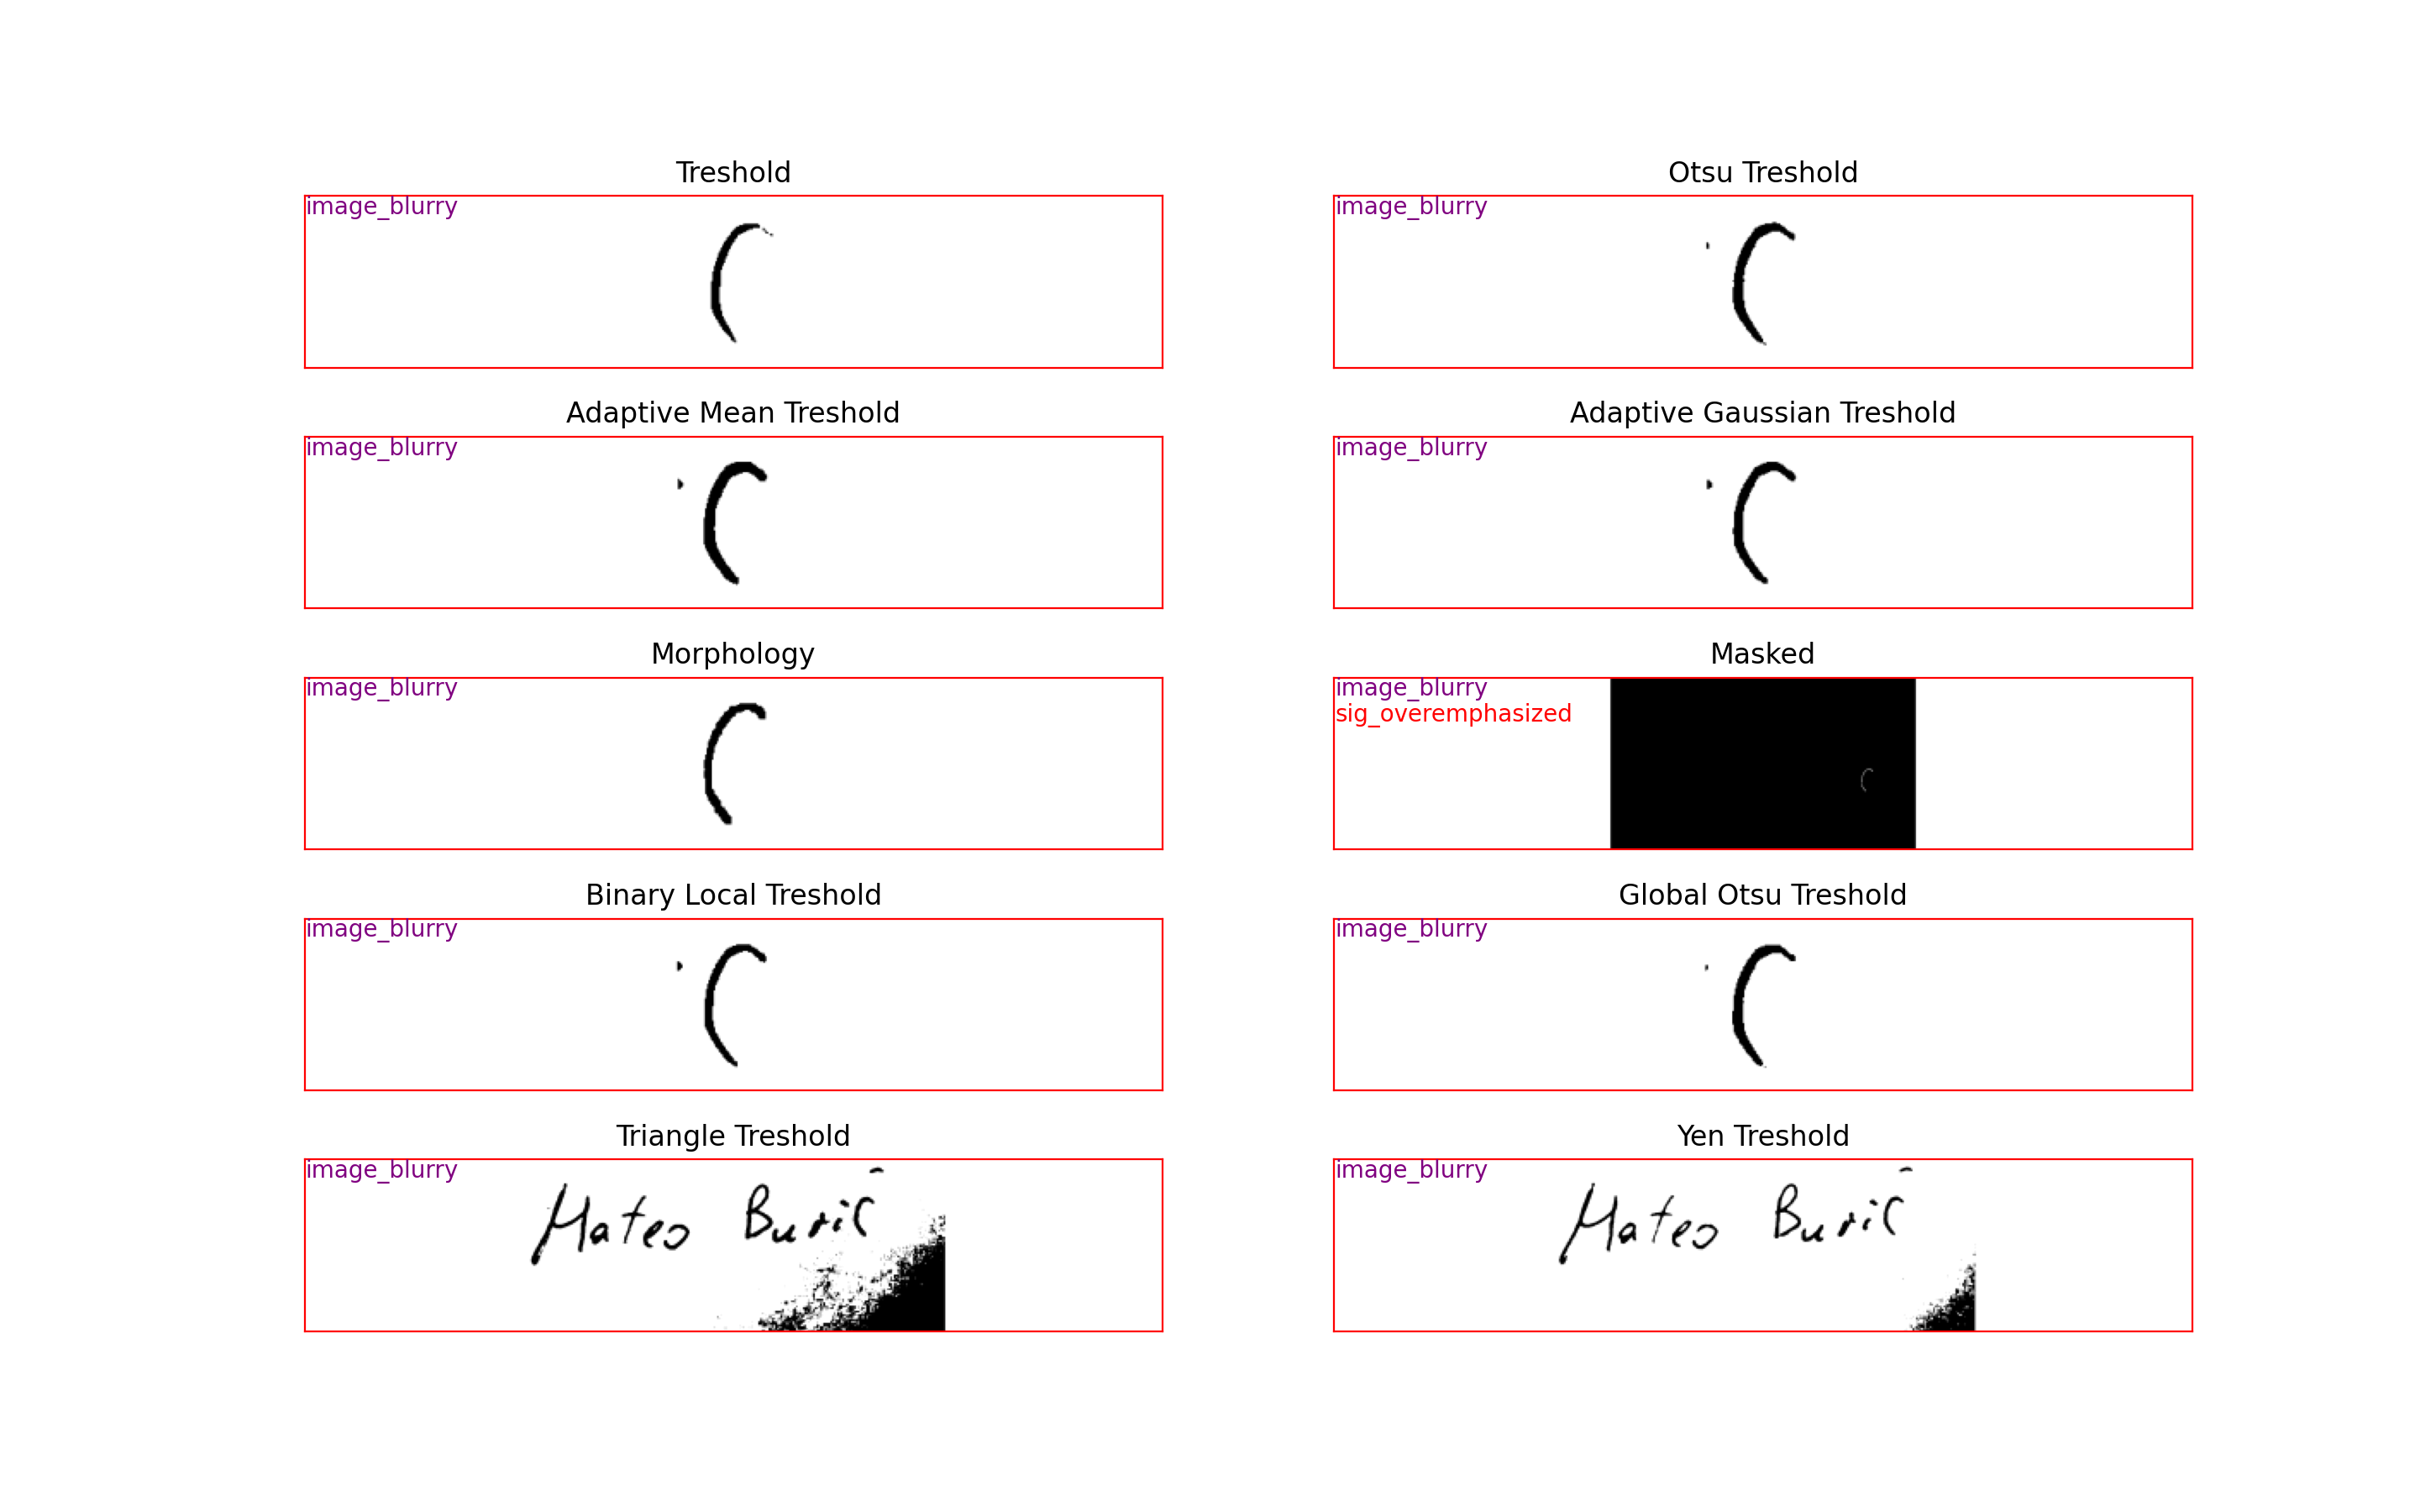 Treshold
image_blurry
Otsu Treshold
image_blurry
Adaptive Mean Treshold
image_blurry
Adaptive Gaussian Treshold
image_blurry
Morphology
image_blurry
Masked
image_blurry
sig_overemphasized
Binary Local Treshold
image_blurry
Global Otsu Treshold
image_blurry
Triangle Treshold
image_blurry
Mateo Burić
Yen Treshold
image_blurry
Mateo Burić